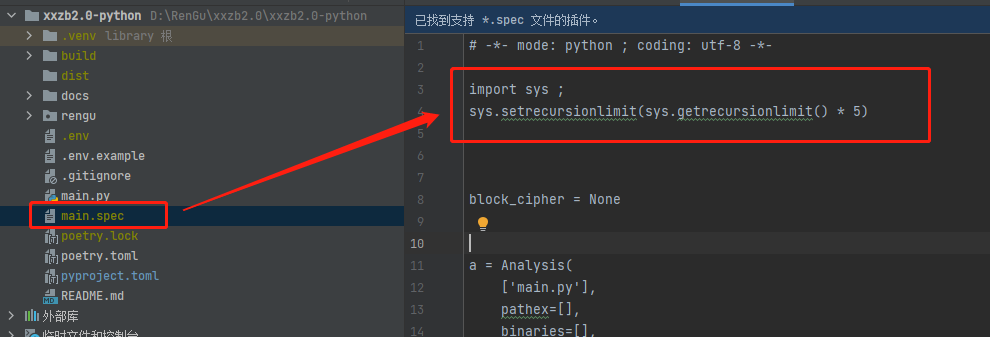 xxzb2.0-python D:\RenGu\xxzb2.0\xxzb2.0-python
.venv library 根
build
dist
docs
rengu
.env
.env.example
.gitignore
main.py
main.spec
poetry.lock
poetry.toml
pyproject.toml
README.md
外部库
临时文件和控制台
已找到支持 *.spec 文件的插件。
1 # -*- mode: python ; coding: utf-8 -*-
2
3 import sys ;
4 sys.setrecursionlimit(sys.getrecursionlimit() * 5)
5
6
7
8 block_cipher = None
9
10
11 a = Analysis(
12 ['main.py'],
13 pathex=[],
14 binaries=[],